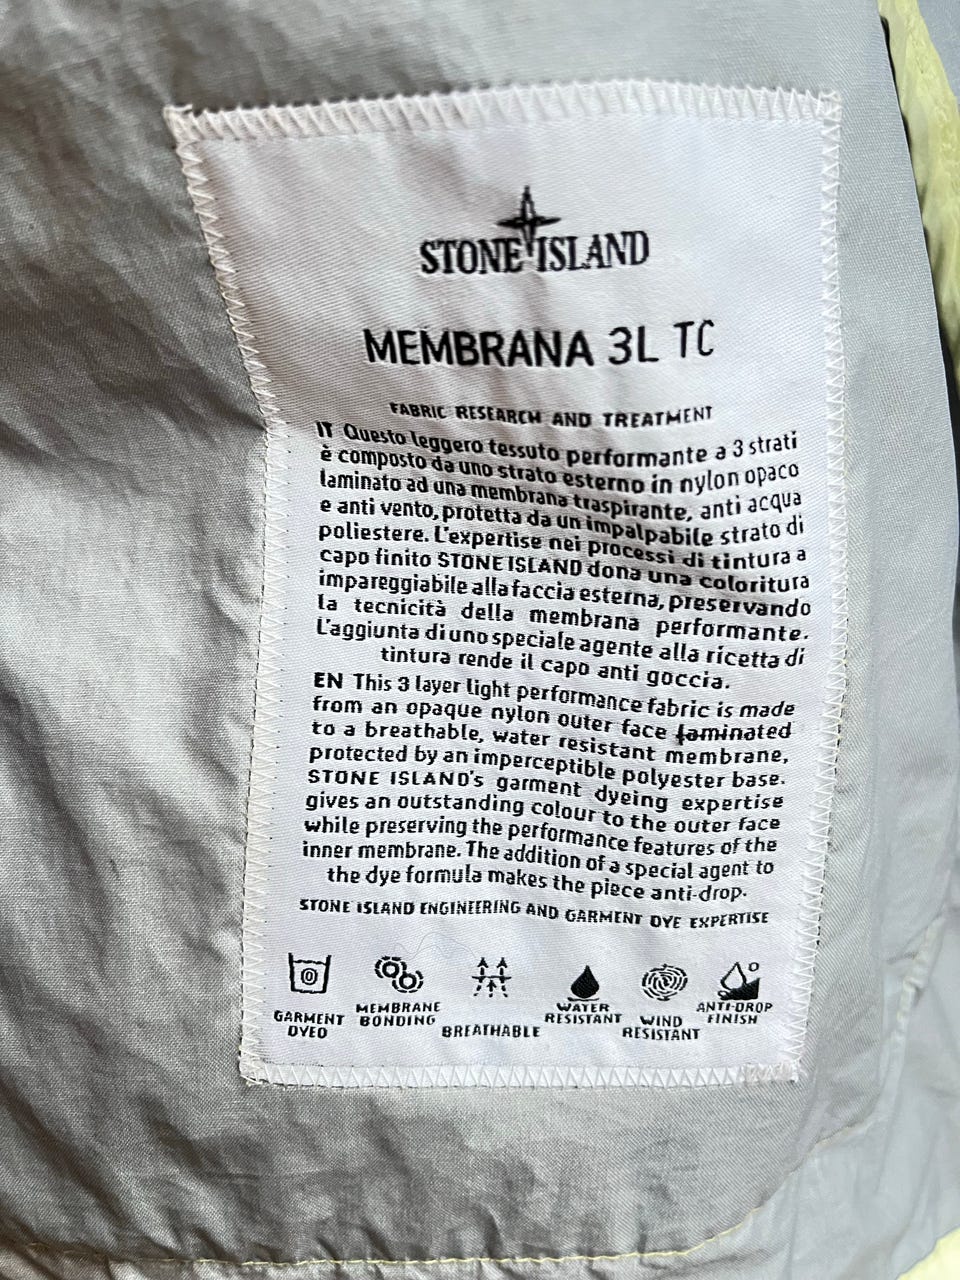 STONE ISLAND
MEMBRANA 3L TC
FABRIC RESEARCH AND TREATMENT
IT Questo leggero tessuto performante a 3 strati
è composto da uno strato esterno in nylon opaco
laminato ad una membrana traspirante, anti acqua
e anti vento, protetta da un impalpabile strato di
poliestere. L'expertise nei processi di tintura a
capo finito STONE ISLAND dona una coloritura
impareggiabile alla faccia esterna, preservando
la tecnicità della membrana performante.
L'aggiunta di uno speciale agente alla ricetta di
tintura rende il capo anti goccia.
EN This 3 layer light performance fabric is made
from an opaque nylon outer face laminated
to a breathable, water resistant membrane,
protected by an imperceptible polyester base.
STONE ISLAND's garment dyeing expertise
gives an outstanding colour to the outer face
while preserving the performance features of the
inner membrane. The addition of a special agent to
the dye formula makes the piece anti-drop.
STONE ISLAND ENGINEERING AND GARMENT DYE EXPERTISE
GARMENT
DYED
MEMBRANE
BONDING
BREATHABLE
WATER
RESISTANT
WIND
RESISTANT
ANTI-DROP
FINISH